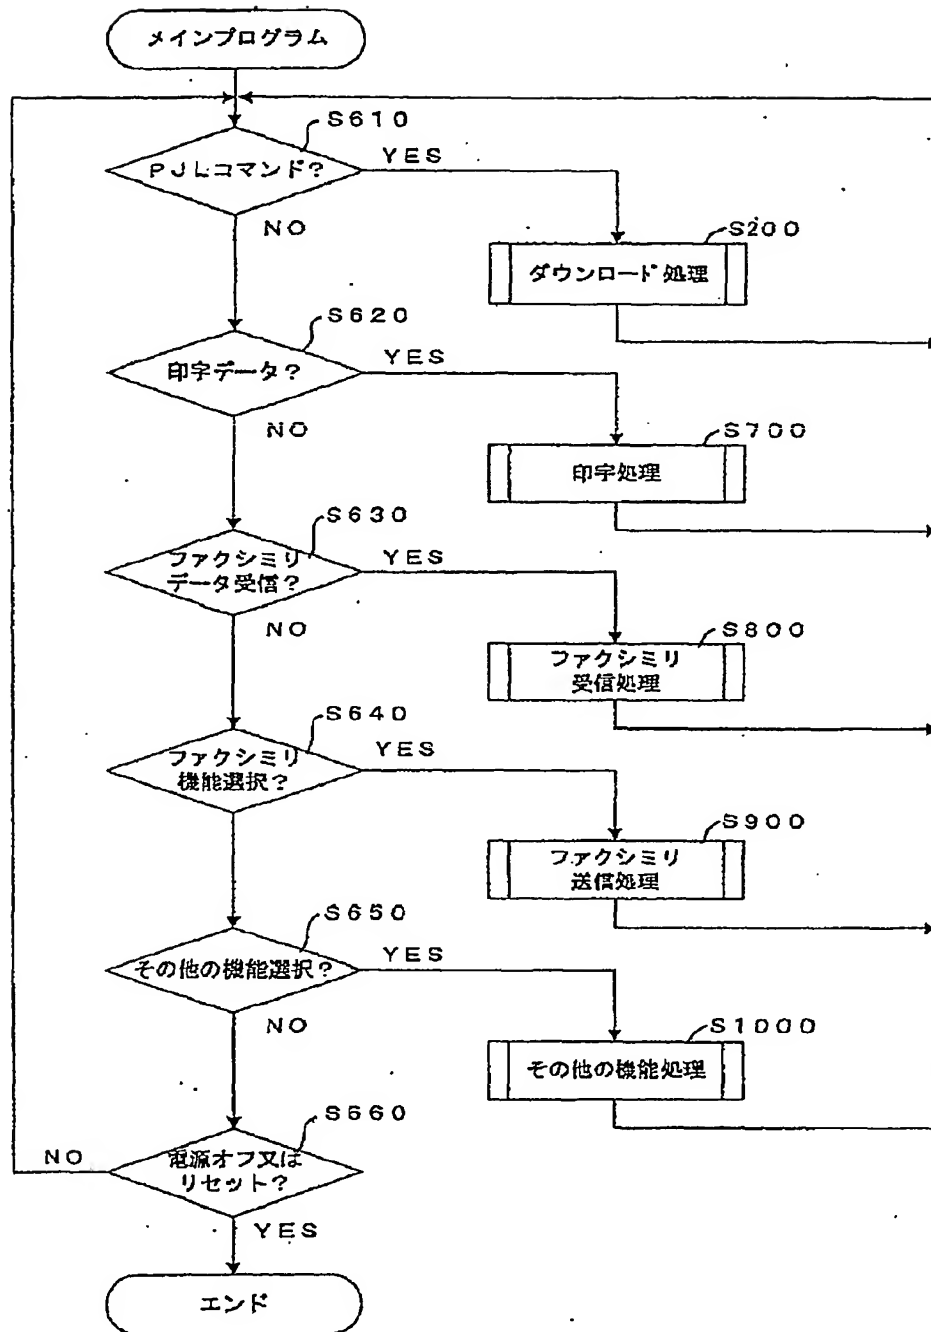 メインプログラム
S610
PJLコマンド?
YES
NO
S200
ダウンロード処理
S620
印字データ?
YES
NO
S700
印字処理
S630
ファクシミリ
データ受信?
YES
NO
S800
ファクシミリ
受信処理
S640
ファクシミリ
機能選択?
YES
S900
ファクシミリ
送信処理
S650
その他の機能選択?
YES
NO
S1000
その他の機能処理
S660
電源オフ又は
リセット?
NO
YES
エンド